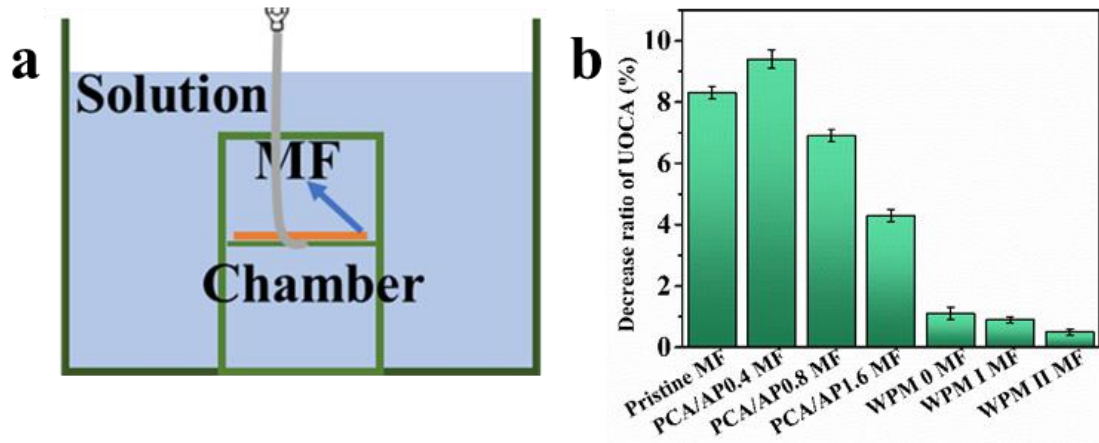 a
Solution
MF
Chamber
b
Decrease ratio of UOCA (%)
10
8
6
4
2
0
Pristine MF
PCA/AP0.4 MF
PCA/AP0.8 MF
PCA/AP1.6 MF
WPM 0 MF
WPM I MF
WPM II MF